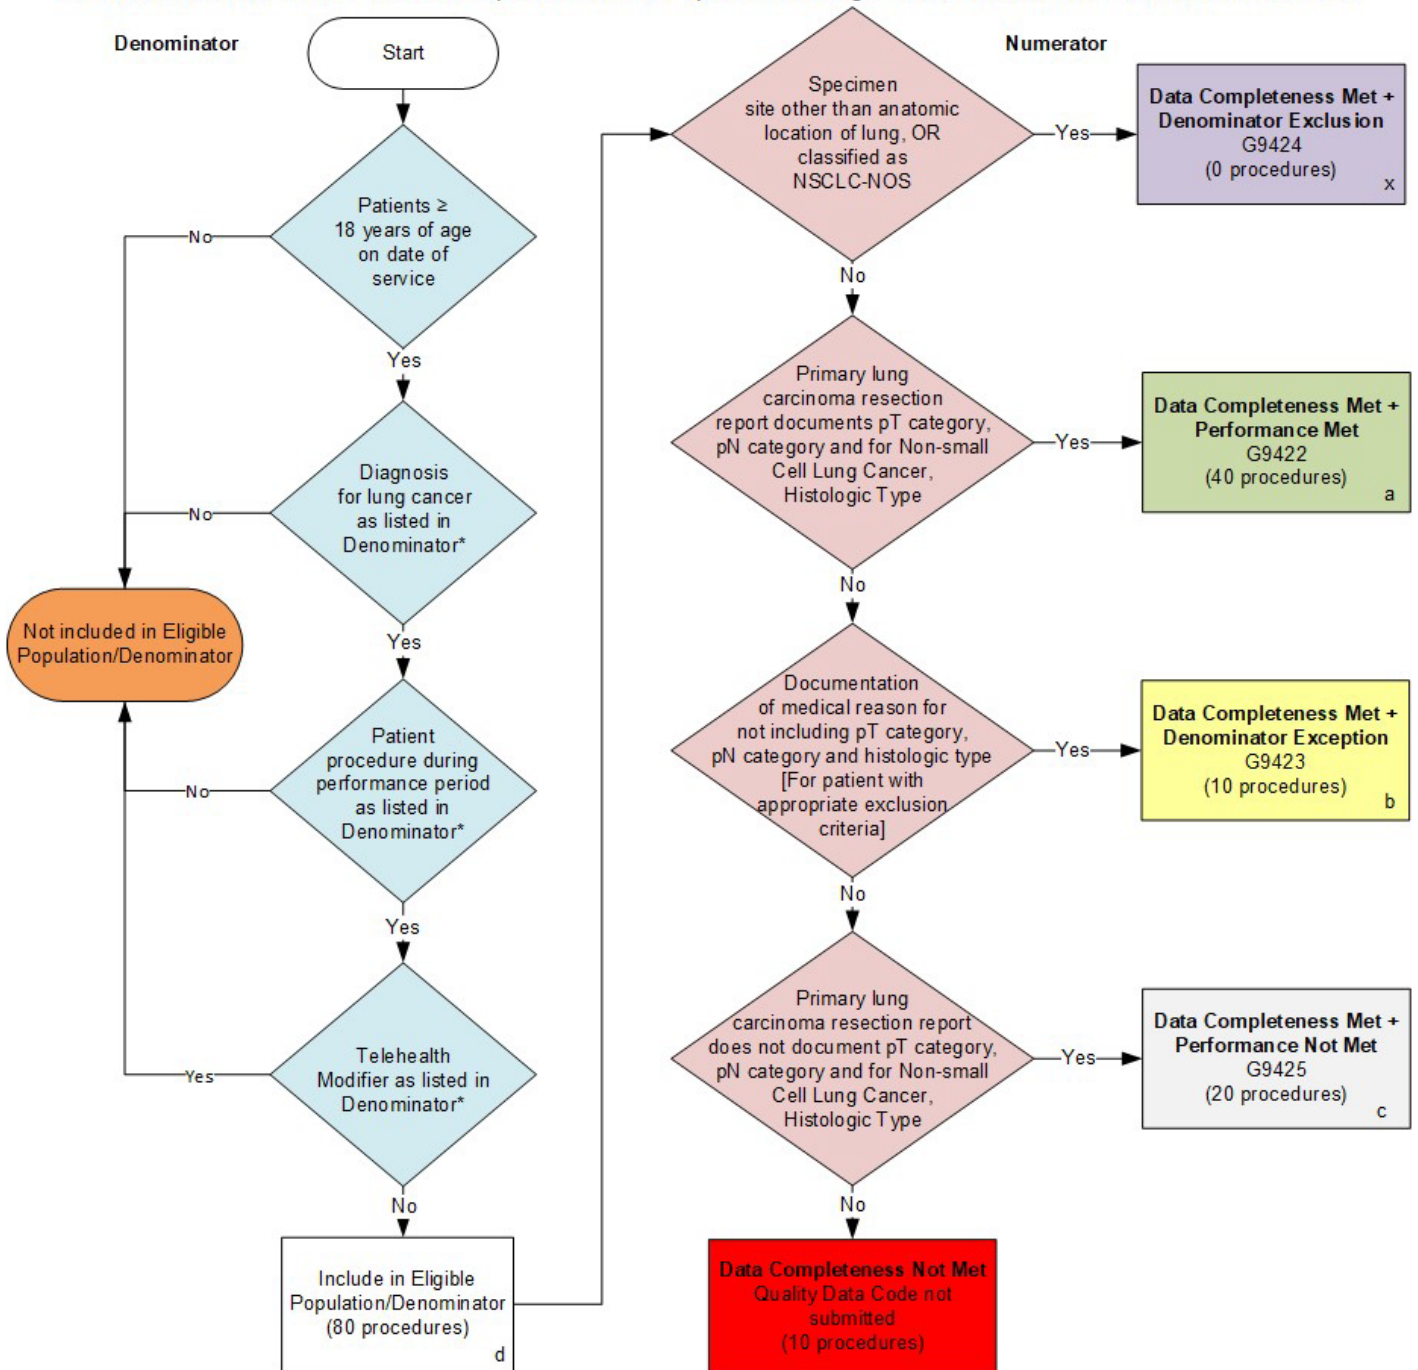 Denominator
Start
Patients ≥
18 years of age
on date of
service
No
Yes
Diagnosis
for lung cancer
as listed in
Denominator*
No
Not included in Eligible
Population/Denominator
Yes
Patient
procedure during
performance period
as listed in
Denominator*
No
Yes
Telehealth
Modifier as listed in
Denominator*
Yes
No
Include in Eligible
Population/Denominator
(80 procedures)
d
Numerator
Specimen
site other than anatomic
location of lung, OR
classified as
NSCLC-NOS
Yes
Data Completeness Met +
Denominator Exclusion
G9424
(0 procedures)
x
No
Primary lung
carcinoma resection
report documents pT category,
pN category and for Non-small
Cell Lung Cancer,
Histologic Type
Yes
Data Completeness Met +
Performance Met
G9422
(40 procedures)
a
No
Documentation
of medical reason for
not including pT category,
pN category and histologic type
[For patient with
appropriate exclusion
criteria]
Yes
Data Completeness Met +
Denominator Exception
G9423
(10 procedures)
b
No
Primary lung
carcinoma resection report
does not document pT category,
pN category and for Non-small
Cell Lung Cancer,
Histologic Type
Yes
Data Completeness Met +
Performance Not Met
G9425
(20 procedures)
c
No
Data Completeness Not Met
Quality Data Code not
submitted
(10 procedures)